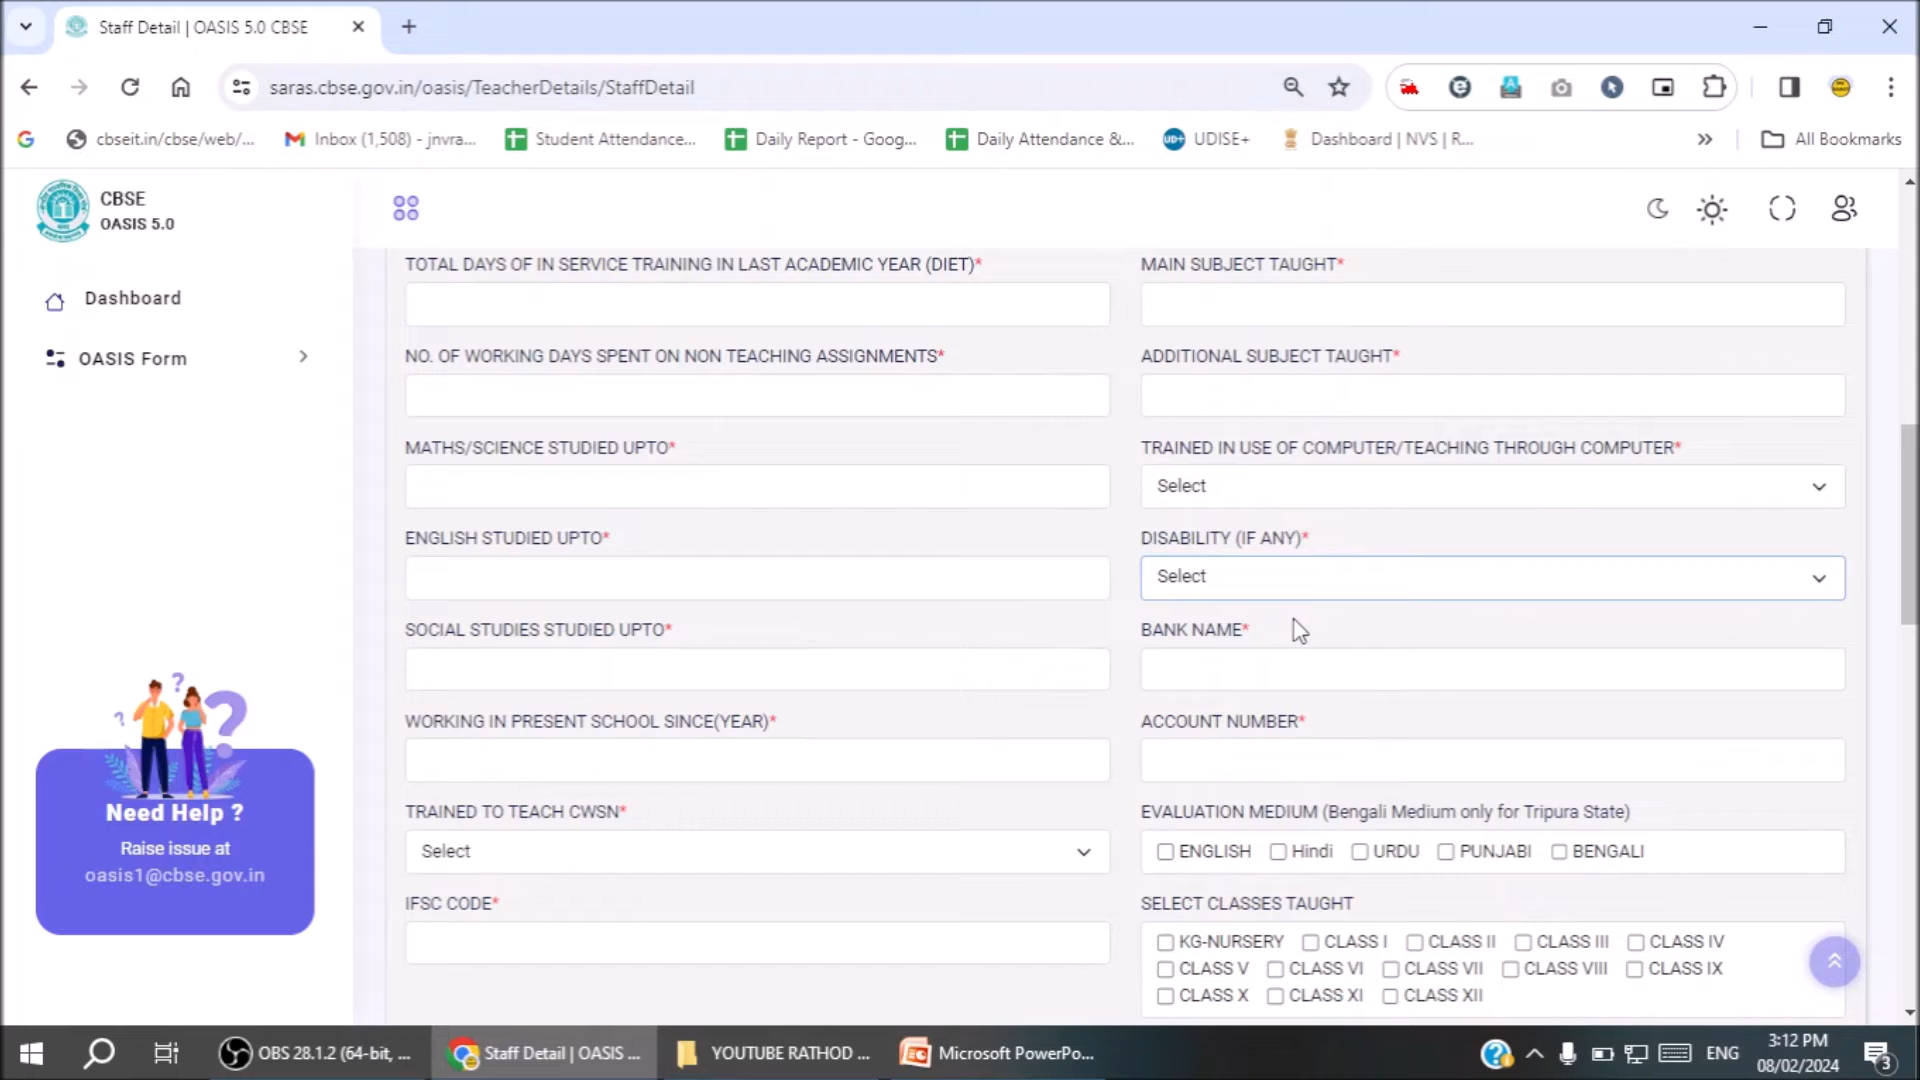 Staff Detail | OASIS 5.0 CBSE
saras.cbse.gov.in/oasis/TeacherDetails/StaffDetail
cbseit.in/cbse/web/... Inbox (1,508) - jnvra... Student Attendance... Daily Report - Goog... Daily Attendance &... UD+ UDISE+ Dashboard | NVS | R... » All Bookmarks
CBSE
OASIS 5.0
Dashboard
OASIS Form
Need Help ?
Raise issue at
oasis1@cbse.gov.in
TOTAL DAYS OF IN SERVICE TRAINING IN LAST ACADEMIC YEAR (DIET)* MAIN SUBJECT TAUGHT*
NO. OF WORKING DAYS SPENT ON NON TEACHING ASSIGNMENTS* ADDITIONAL SUBJECT TAUGHT*
MATHS/SCIENCE STUDIED UPTO* TRAINED IN USE OF COMPUTER/TEACHING THROUGH COMPUTER*
Select
ENGLISH STUDIED UPTO* DISABILITY (IF ANY)*
Select
SOCIAL STUDIES STUDIED UPTO* BANK NAME*
WORKING IN PRESENT SCHOOL SINCE(YEAR)* ACCOUNT NUMBER*
TRAINED TO TEACH CWSN* EVALUATION MEDIUM (Bengali Medium only for Tripura State)
Select ENGLISH Hindi URDU PUNJABI BENGALI
IFSC CODE* SELECT CLASSES TAUGHT
KG-NURSERY CLASS I CLASS II CLASS III CLASS IV
CLASS V CLASS VI CLASS VII CLASS VIII CLASS IX
CLASS X CLASS XI CLASS XII
OBS 28.1.2 (64-bit, ... Staff Detail | OASIS ... YOUTUBE RATHOD ... Microsoft PowerPo... ENG 3:12 PM
08/02/2024 3